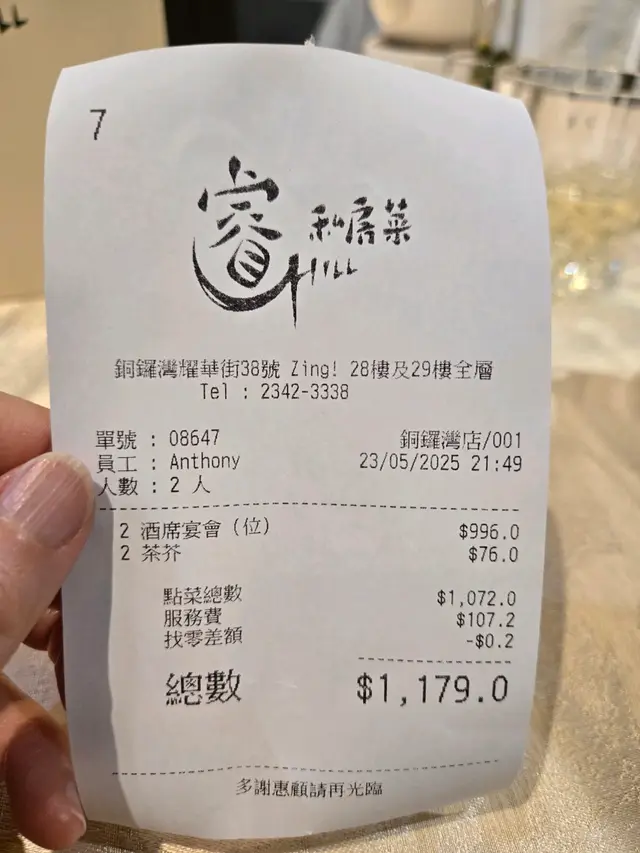 LL
7
睿 私房菜
HILL
銅鑼灣耀華街38號 Zing! 28樓及29樓全層
Tel : 2342-3338
單號 : 08647 銅鑼灣店/001
員工 : Anthony 23/05/2025 21:49
人數 : 2 人
2 酒席宴會 (位) $996.0
2 茶芥 $76.0
點菜總數 $1,072.0
服務費 $107.2
找零差額 -$0.2
總數 $1,179.0
多謝惠顧請再光臨